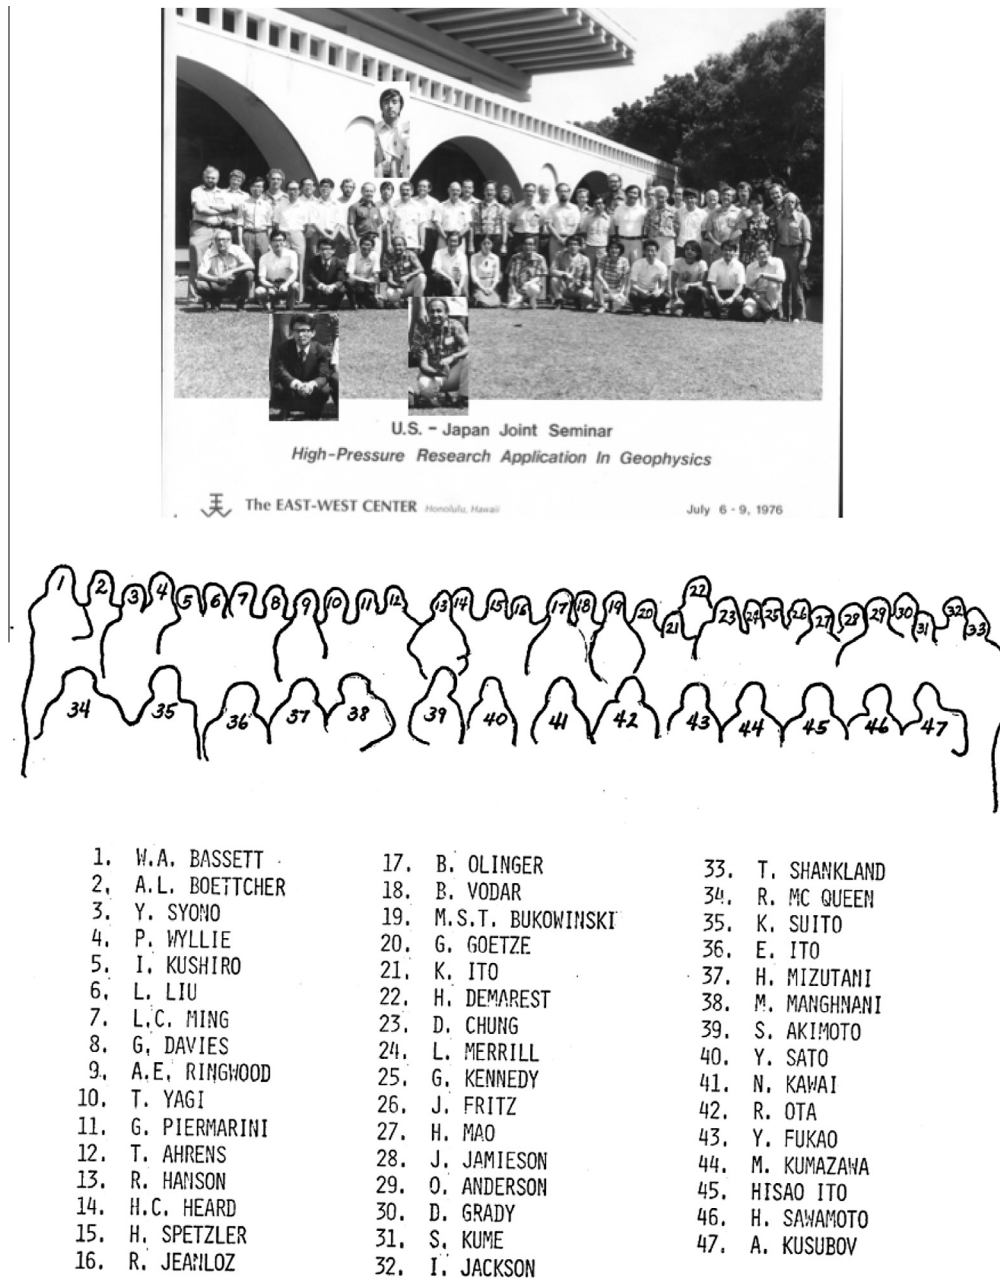 U.S. - Japan Joint Seminar
High-Pressure Research Application In Geophysics
The EAST-WEST CENTER Honolulu, Hawaii July 6 - 9, 1976
1 2 3 4 5 6 7 8 9 10 11 12 13 14 15 16 17 18 19 20 21 22 23 24 25 26 27 28 29 30 31 32 33
34 35 36 37 38 39 40 41 42 43 44 45 46 47
1. W.A. BASSETT
2. A.L. BOETTCHER
3. Y. SYONO
4. P. WYLLIE
5. I. KUSHIRO
6. L. LIU
7. L.C. MING
8. G. DAVIES
9. A.E. RINGWOOD
10. T. YAGI
11. G. PIERMARINI
12. T. AHRENS
13. R. HANSON
14. H.C. HEARD
15. H. SPETZLER
16. R. JEANLOZ
17. B. OLINGER
18. B. VODAR
19. M.S.T. BUKOWINSKI
20. G. GOETZE
21. K. ITO
22. H. DEMAREST
23. D. CHUNG
24. L. MERRILL
25. G. KENNEDY
26. J. FRITZ
27. H. MAO
28. J. JAMIESON
29. O. ANDERSON
30. D. GRADY
31. S. KUME
32. I. JACKSON
33. T. SHANKLAND
34. R. MC QUEEN
35. K. SUITO
36. E. ITO
37. H. MIZUTANI
38. M. MANGHNANI
39. S. AKIMOTO
40. Y. SATO
41. N. KAWAI
42. R. OTA
43. Y. FUKAO
44. M. KUMAZAWA
45. HISAO ITO
46. H. SAWAMOTO
47. A. KUSUBOV